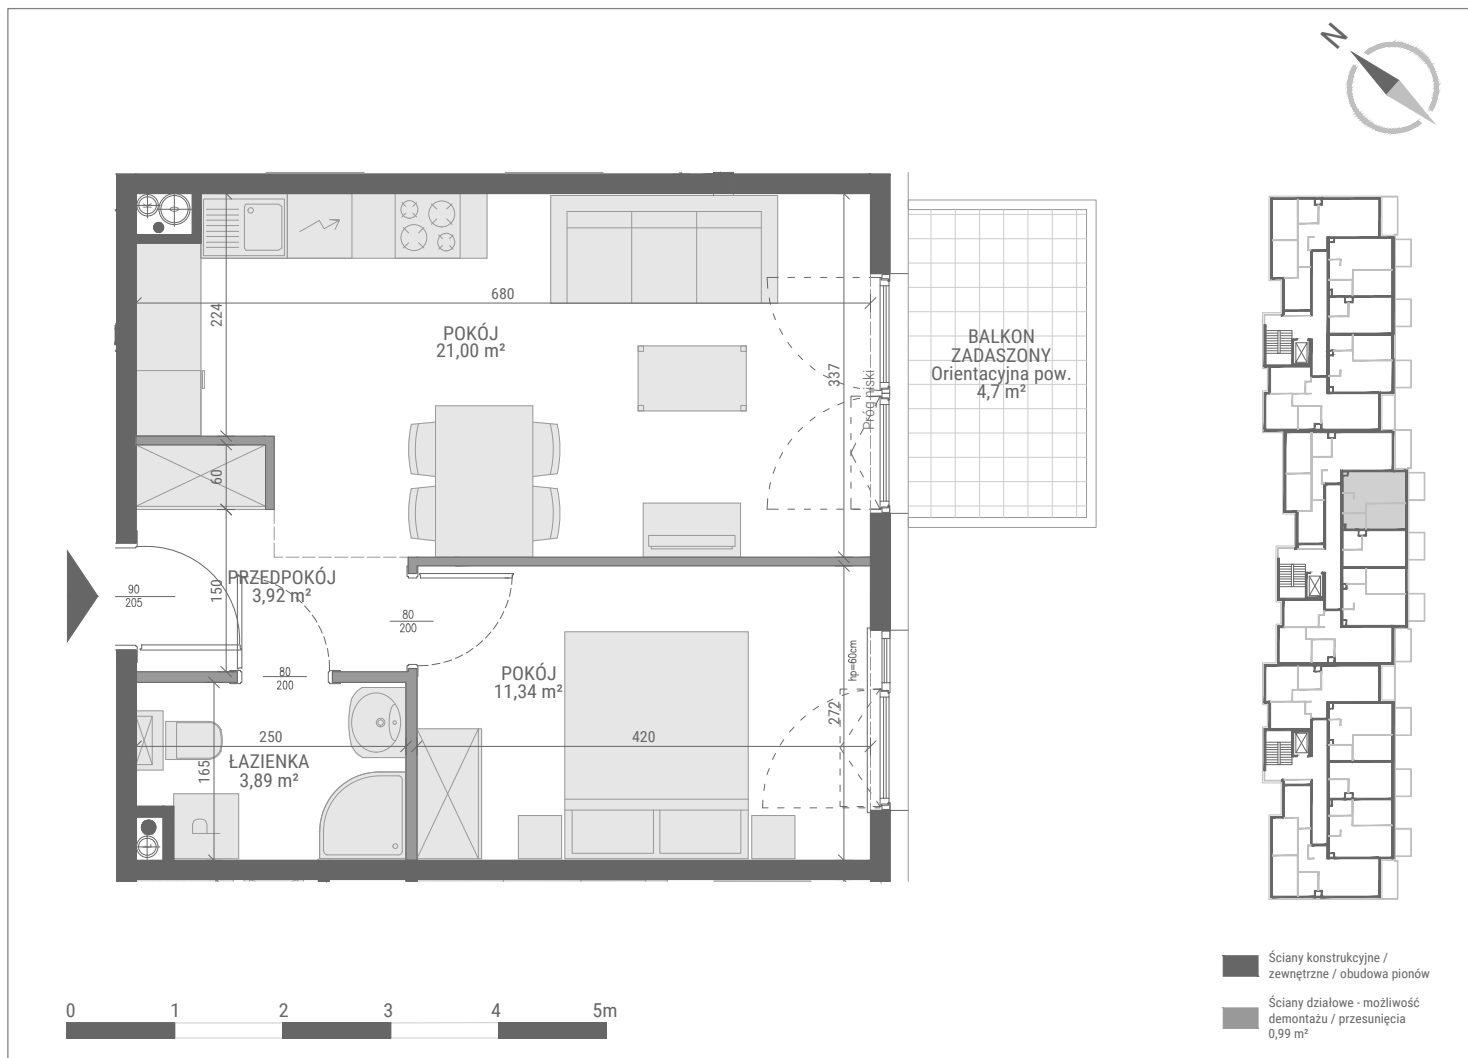 N
680
224
POKÓJ
21,00 m²
337
Próg niski
BALKON
ZADASZONY
Orientacyjna pow.
4,7 m²
60
150
PRZEDPOKÓJ
3,92 m²
90
205
80
200
80
200
POKÓJ
11,34 m²
hp=60cm
272
250
420
165
ŁAZIENKA
3,89 m²
P
0 1 2 3 4 5m
Ściany konstrukcyjne /
zewnętrzne / obudowa pionów
Ściany działowe - możliwość
demontażu / przesunięcia
0,99 m²